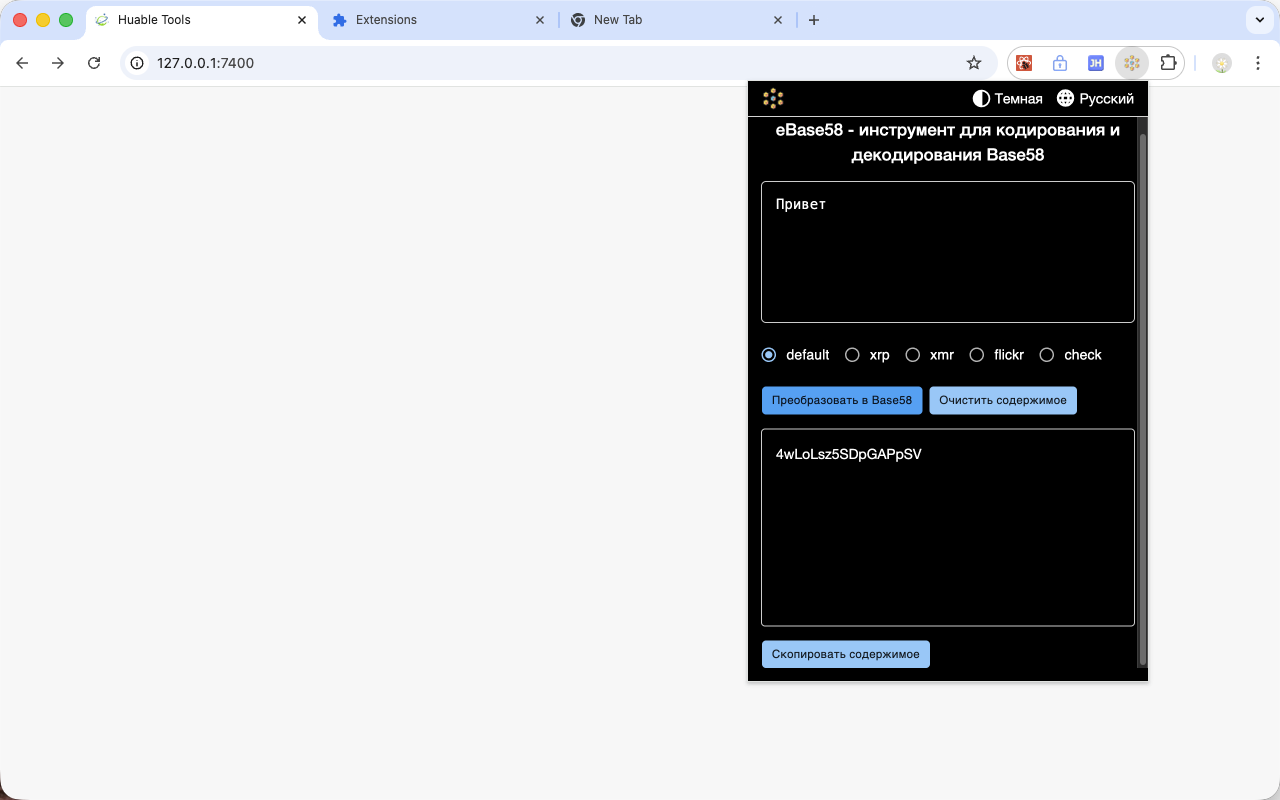 Huable Tools
Extensions
New Tab
127.0.0.1:7400
JH
Темная
Русский
eBase58 - инструмент для кодирования и
декодирования Base58
Привет
default
xrp
xmr
flickr
check
Преобразовать в Base58
Очистить содержимое
4wLoLsz5SDpGAPpSV
Скопировать содержимое